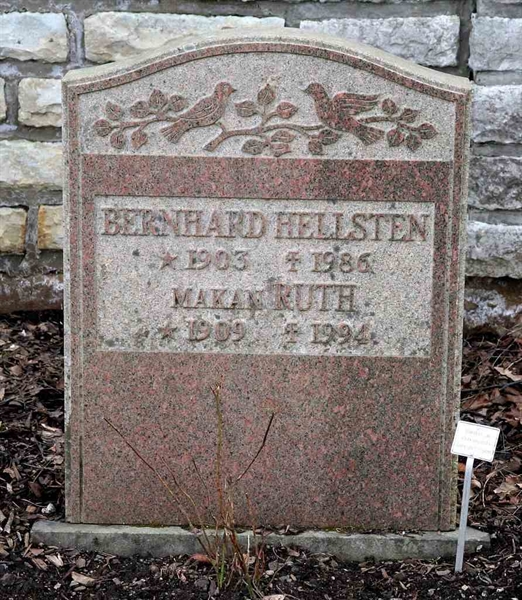 BERNHARD HELLSTEN
★ 1903 ✝ 1986
MAKAN RUTH
★ 1909 ✝ 1994